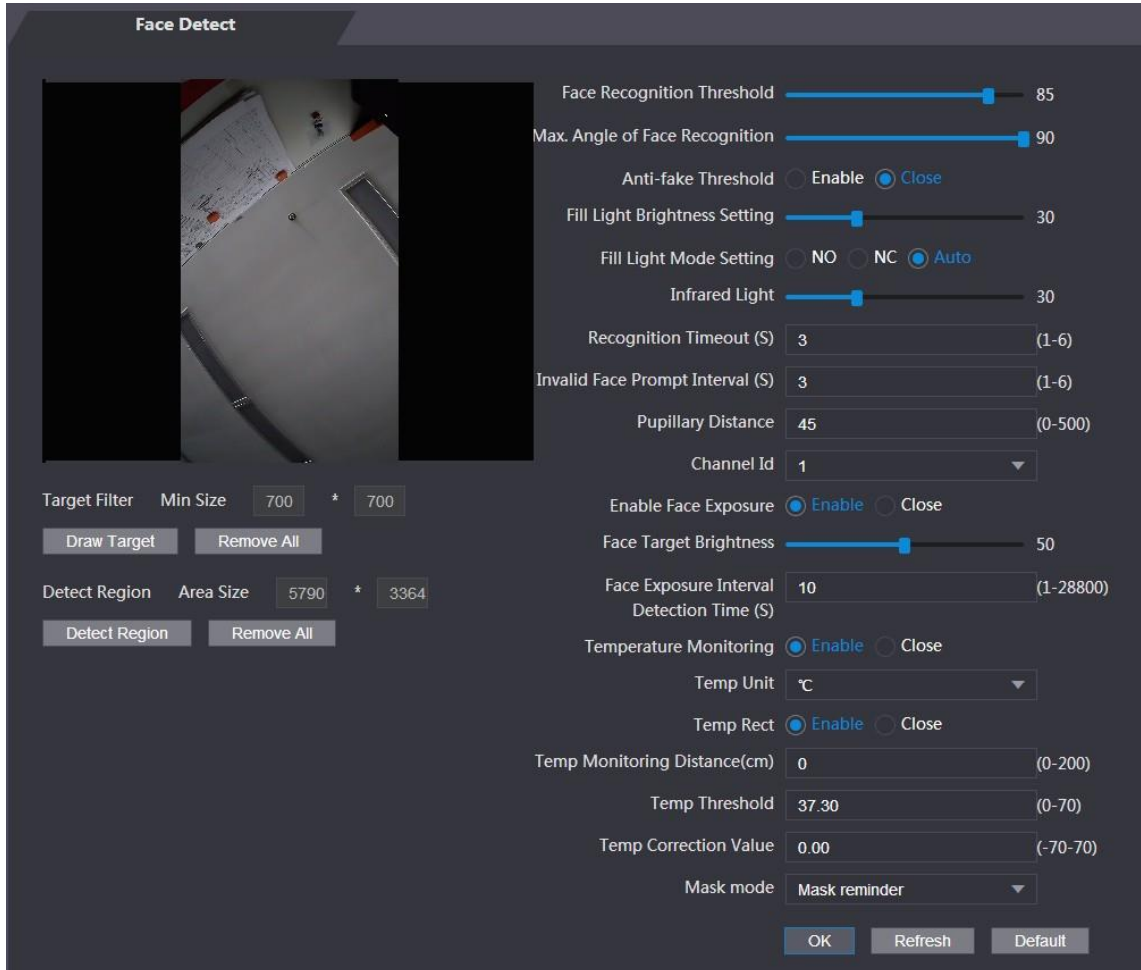 Face Detect
Face Recognition Threshold 85
Max. Angle of Face Recognition 90
Anti-fake Threshold Enable Close
Fill Light Brightness Setting 30
Fill Light Mode Setting NO NC Auto
Infrared Light 30
Recognition Timeout (S) 3 (1-6)
Invalid Face Prompt Interval (S) 3 (1-6)
Pupillary Distance 45 (0-500)
Channel Id 1
Target Filter Min Size 700 * 700
Draw Target Remove All
Detect Region Area Size 5790 * 3364
Detect Region Remove All
Enable Face Exposure Enable Close
Face Target Brightness 50
Face Exposure Interval 10 (1-28800)
Detection Time (S)
Temperature Monitoring Enable Close
Temp Unit ℃
Temp Rect Enable Close
Temp Monitoring Distance(cm) 0 (0-200)
Temp Threshold 37.30 (0-70)
Temp Correction Value 0.00 (-70-70)
Mask mode Mask reminder
OK Refresh Default